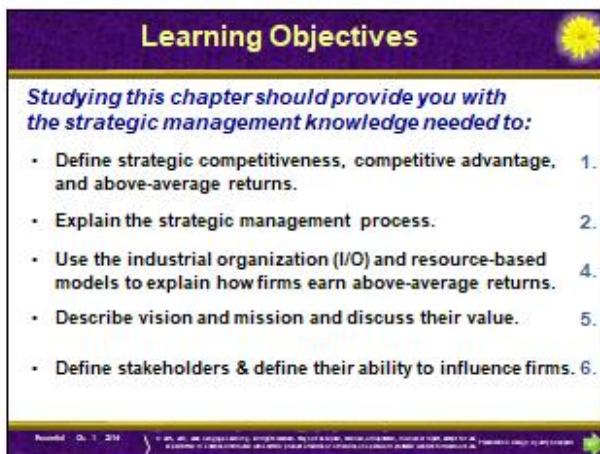 Learning Objectives
Studying this chapter should provide you with
the strategic management knowledge needed to:
• Define strategic competitiveness, competitive advantage, 1.
and above-average returns.
• Explain the strategic management process. 2.
• Use the industrial organization (I/O) and resource-based
models to explain how firms earn above-average returns. 4.
• Describe vision and mission and discuss their value. 5.
• Define stakeholders & define their ability to influence firms. 6.
Ch. 1